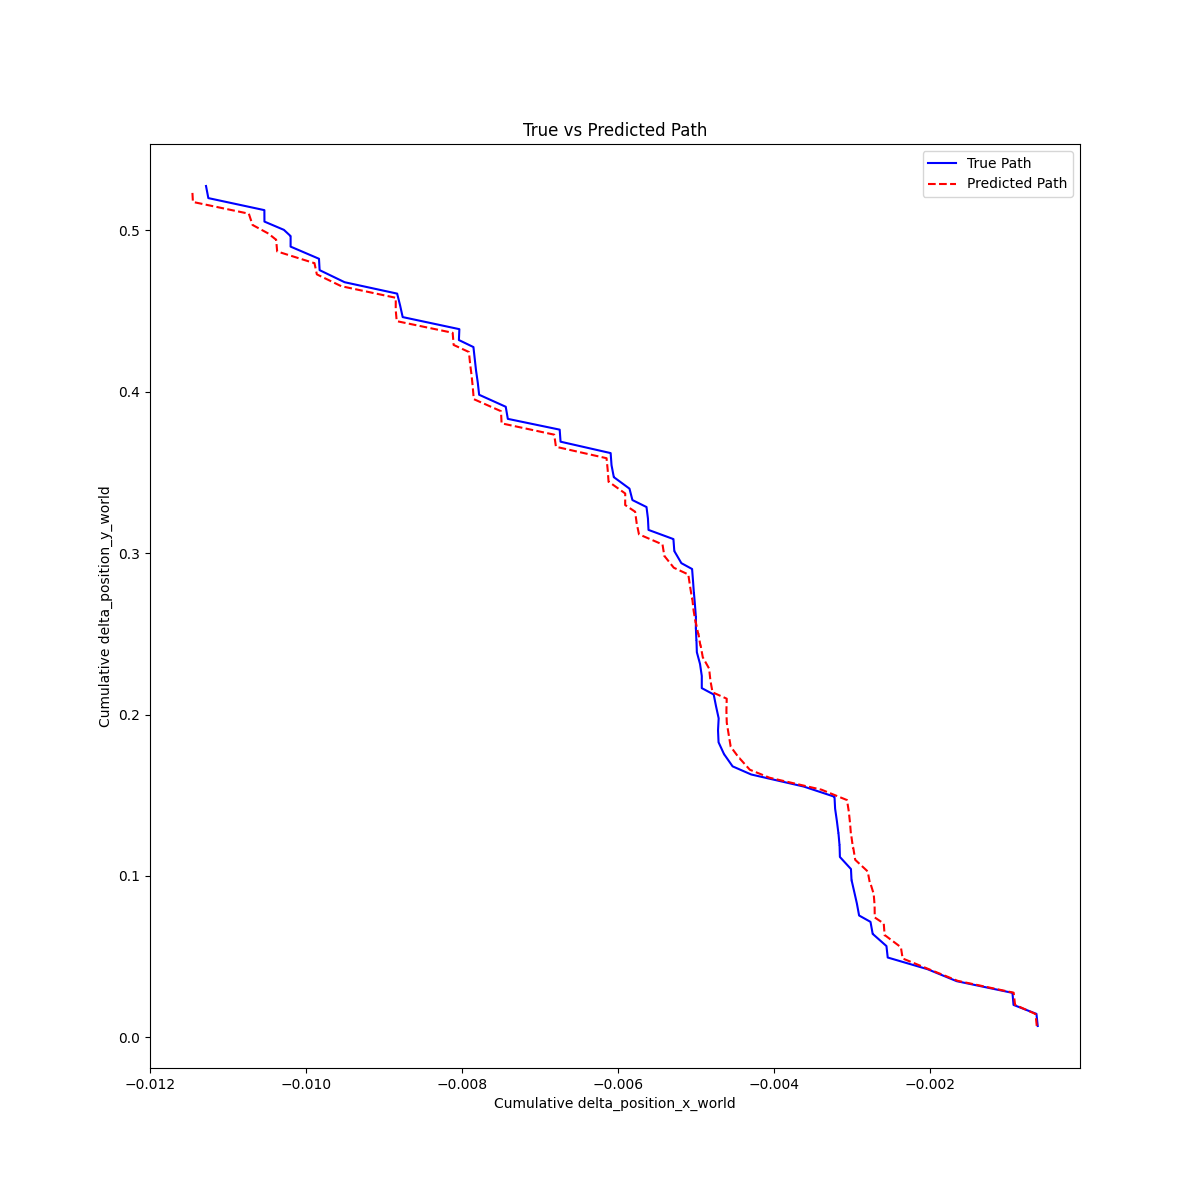 True vs Predicted Path
True Path
Predicted Path
0.5
0.4
0.3
0.2
0.1
0.0
Cumulative delta_position_y_world
−0.012 −0.010 −0.008 −0.006 −0.004 −0.002
Cumulative delta_position_x_world